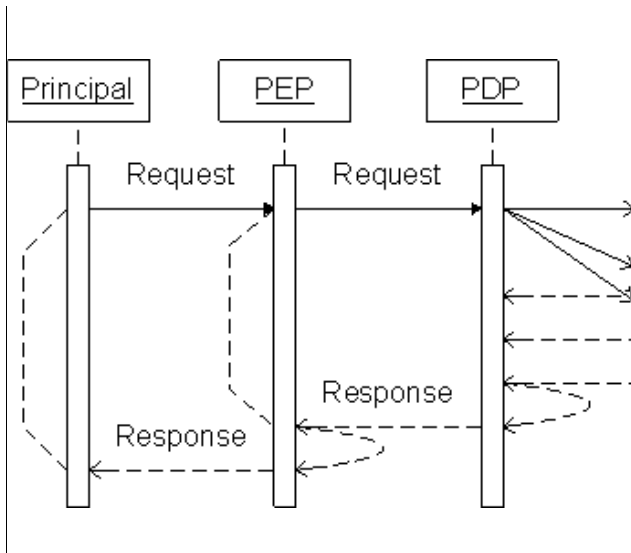 Principal
PEP
PDP
Request
Request
Response
Response